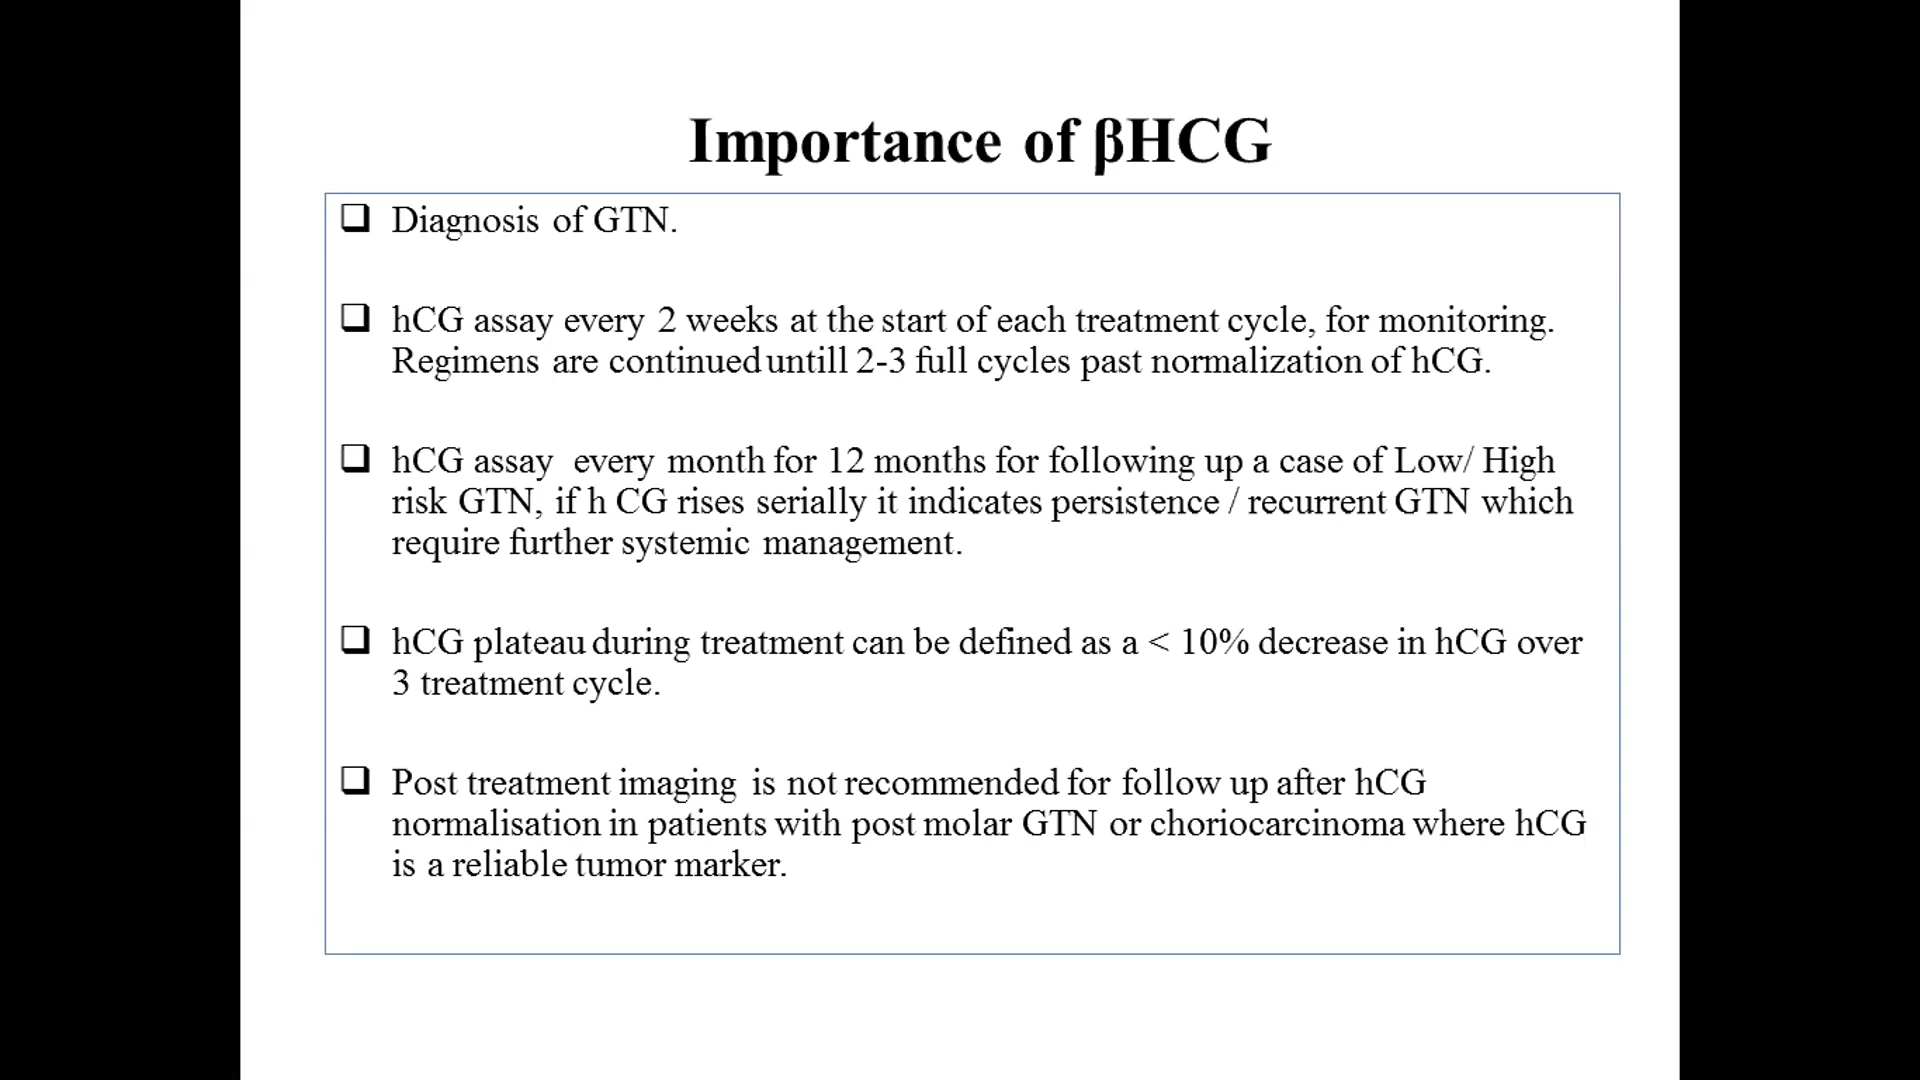 Importance of βHCG
❑ Diagnosis of GTN.
❑ hCG assay every 2 weeks at the start of each treatment cycle, for monitoring.
Regimens are continued untill 2-3 full cycles past normalization of hCG.
❑ hCG assay every month for 12 months for following up a case of Low/ High
risk GTN, if h CG rises serially it indicates persistence / recurrent GTN which
require further systemic management.
❑ hCG plateau during treatment can be defined as a < 10% decrease in hCG over
3 treatment cycle.
❑ Post treatment imaging is not recommended for follow up after hCG
normalisation in patients with post molar GTN or choriocarcinoma where hCG
is a reliable tumor marker.